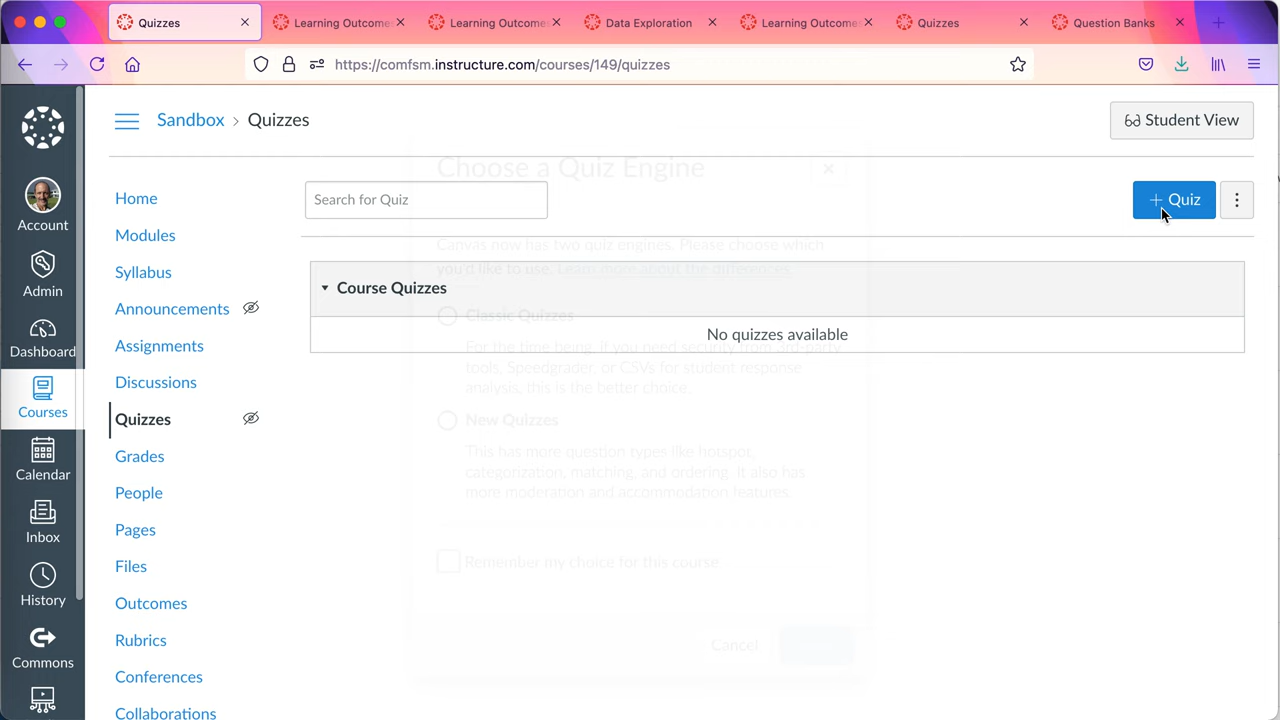 Quizzes
Learning Outcome
Learning Outcome
Data Exploration
Learning Outcome
Quizzes
Question Banks
https://comfsm.instructure.com/courses/149/quizzes
Sandbox › Quizzes
Student View
Account
Admin
Dashboard
Courses
Calendar
Inbox
History
Commons
Home
Modules
Syllabus
Announcements
Assignments
Discussions
Quizzes
Grades
People
Pages
Files
Outcomes
Rubrics
Conferences
Collaborations
Search for Quiz
+ Quiz
Course Quizzes
No quizzes available
Choose a Quiz Engine
Canvas now has two quiz engines. Please choose which
you'd like to use. Learn more about the differences.
Classic Quizzes
For the time being, if you need security from 3rd-party
tools, Speedgrader, or CSVs for student response
analysis, this is the better choice.
New Quizzes
This has more question types like hotspot,
categorization, matching, and ordering. It also has
more moderation and accommodation features.
Remember my choice for this course
Cancel